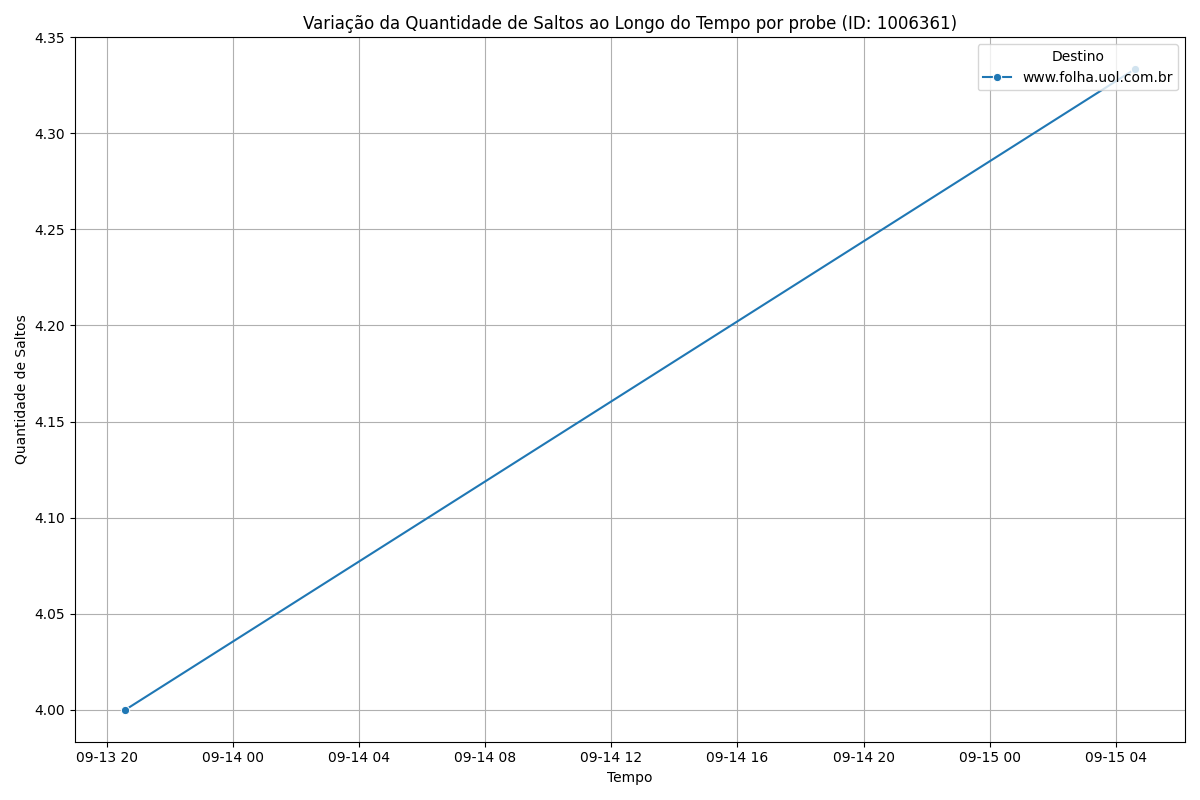 Variação da Quantidade de Saltos ao Longo do Tempo por probe (ID: 1006361)
Destino
www.folha.uol.com.br
Quantidade de Saltos
4.35
4.30
4.25
4.20
4.15
4.10
4.05
4.00
09-13 20 09-14 00 09-14 04 09-14 08 09-14 12 09-14 16 09-14 20 09-15 00 09-15 04
Tempo